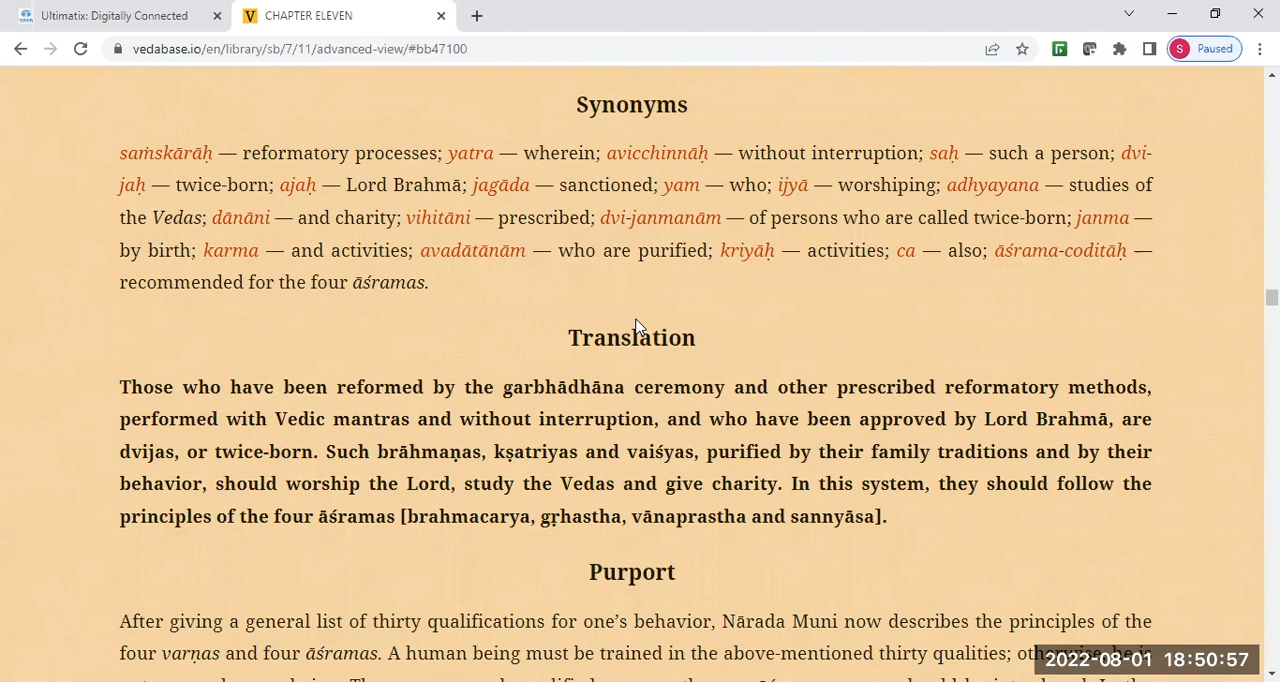 Ultimatix: Digitally Connected
CHAPTER ELEVEN
vedabase.io/en/library/sb/7/11/advanced-view/#bb47100
S Paused
Synonyms
saṁskārāḥ — reformatory processes; yatra — wherein; avicchinnāḥ — without interruption; saḥ — such a person; dvi-
jaḥ — twice-born; ajaḥ — Lord Brahmā; jagāda — sanctioned; yam — who; ijyā — worshiping; adhyayana — studies of
the Vedas; dānāni — and charity; vihitāni — prescribed; dvi-janmanām — of persons who are called twice-born; janma —
by birth; karma — and activities; avadātānām — who are purified; kriyāḥ — activities; ca — also; āśrama-coditāḥ —
recommended for the four āśramas.
Translation
Those who have been reformed by the garbhādhāna ceremony and other prescribed reformatory methods,
performed with Vedic mantras and without interruption, and who have been approved by Lord Brahmā, are
dvijas, or twice-born. Such brāhmaṇas, kṣatriyas and vaiśyas, purified by their family traditions and by their
behavior, should worship the Lord, study the Vedas and give charity. In this system, they should follow the
principles of the four āśramas [brahmacarya, gṛhastha, vānaprastha and sannyāsa].
Purport
After giving a general list of thirty qualifications for one’s behavior, Nārada Muni now describes the principles of the
four varṇas and four āśramas. A human being must be trained in the above-mentioned thirty qualities;
2022-08-01 18:50:57